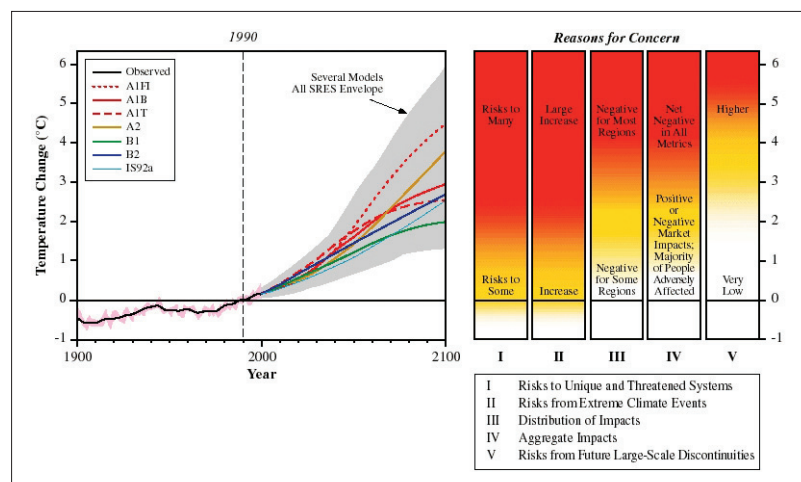 1990
Reasons for Concern
6
5
4
3
2
1
0
-1
Temperature Change (°C)
Observed
A1FI
A1B
A1T
A2
B1
B2
IS92a
Several Models
All SRES Envelope
1900
2000
2100
Year
Risks to
Many
Risks to
Some
Large
Increase
Increase
Negative
for Most
Regions
Negative
for Some
Regions
Net
Negative
in All
Metrics
Positive or
Negative
Market
Impacts;
Majority
of People
Adversely
Affected
Higher
Very
Low
6
5
4
3
2
1
0
-1
I
II
III
IV
V
I Risks to Unique and Threatened Systems
II Risks from Extreme Climate Events
III Distribution of Impacts
IV Aggregate Impacts
V Risks from Future Large-Scale Discontinuities